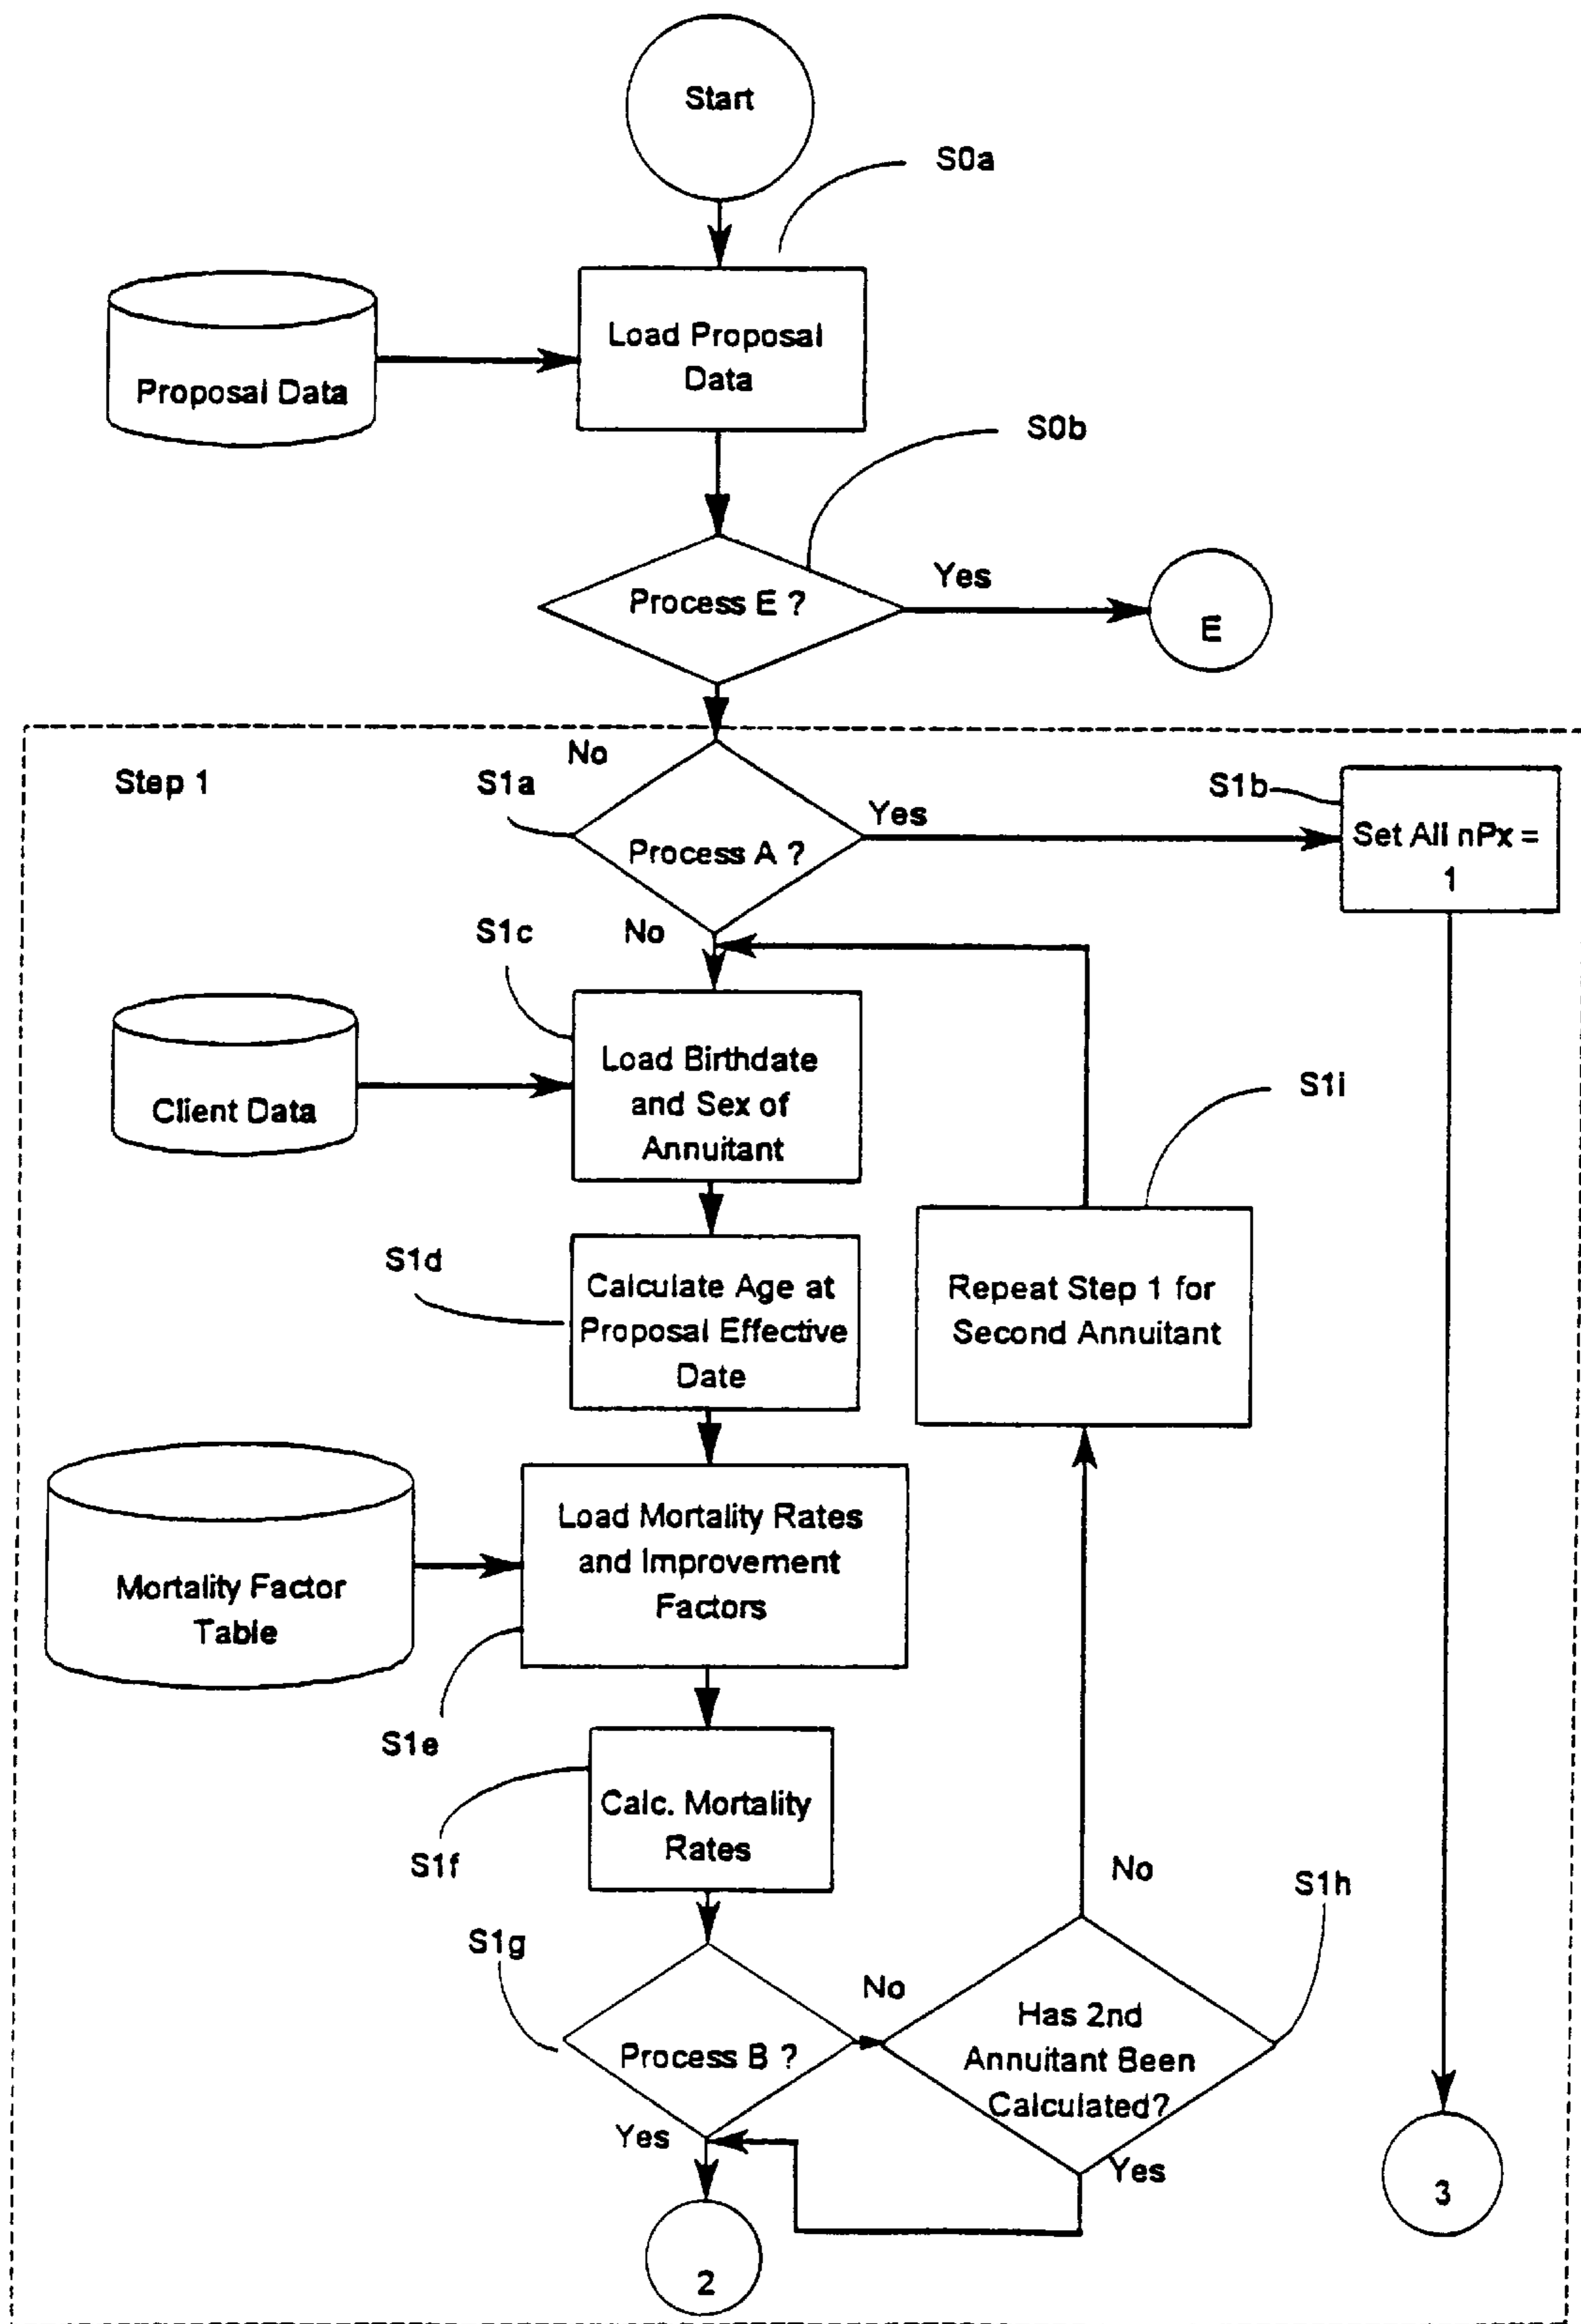 Start
S0a
Load Proposal
Data
Proposal Data
S0b
Process E ?
Yes
E
No
Step 1
S1a
Process A ?
Yes
S1b
Set All nPx =
1
S1c
No
Load Birthdate
and Sex of
Annuitant
Client Data
S1i
S1d
Calculate Age at
Proposal Effective
Date
Repeat Step 1 for
Second Annuitant
Load Mortality Rates
and Improvement
Factors
Mortality Factor
Table
S1e
Calc. Mortality
Rates
S1f
No
S1h
S1g
No
Process B ?
Has 2nd
Annuitant Been
Calculated?
Yes
Yes
3
2